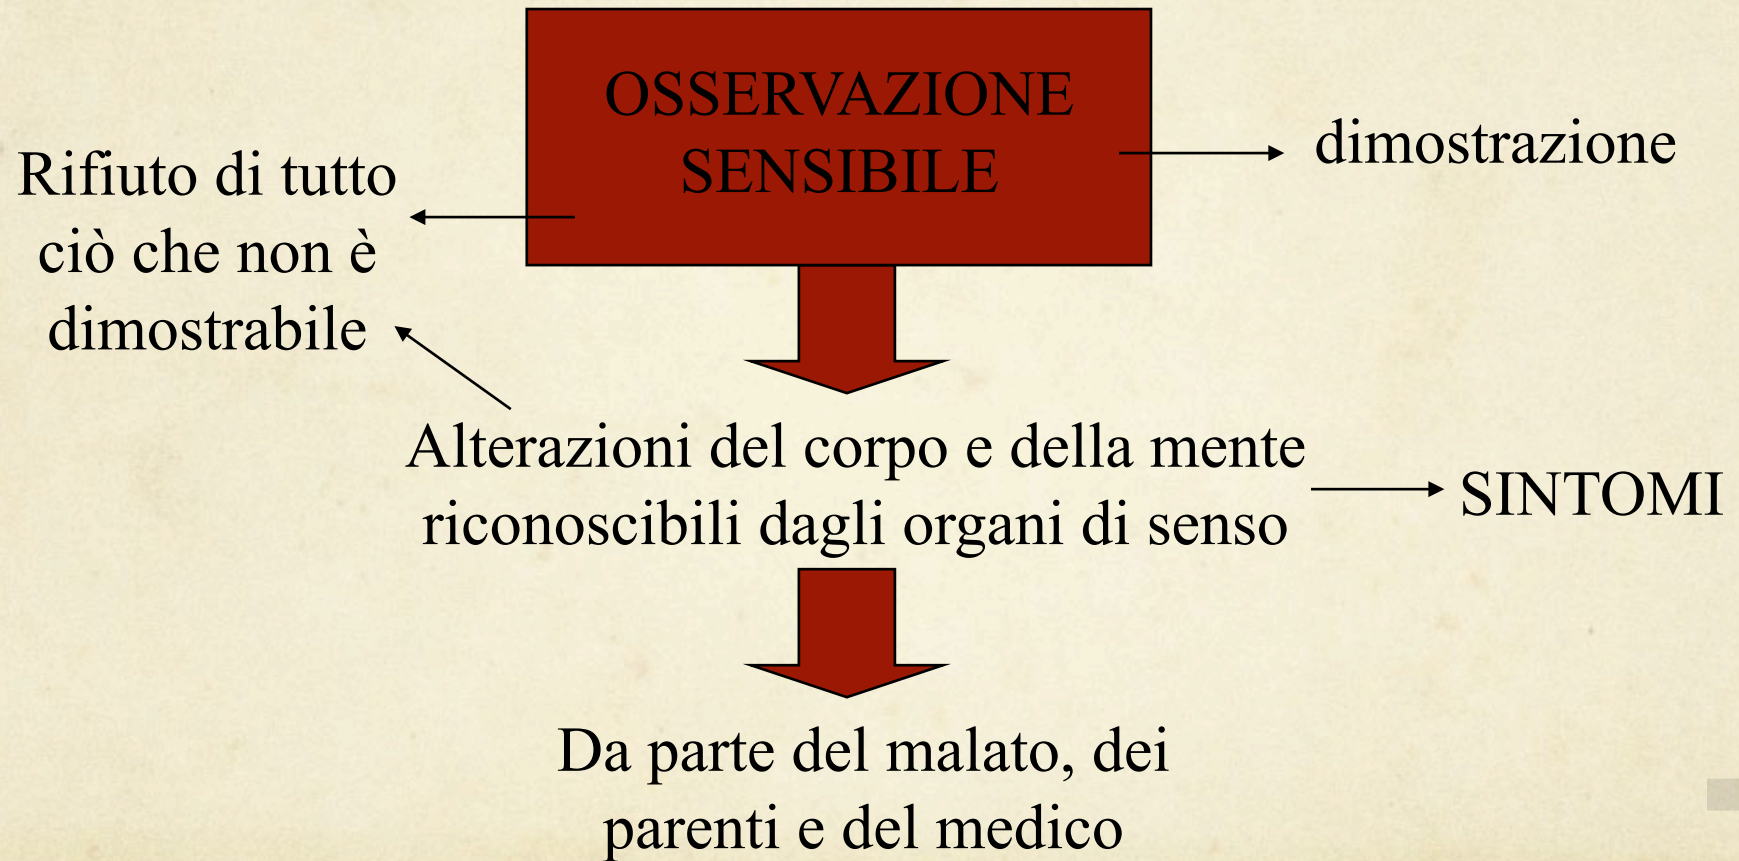 OSSERVAZIONE
SENSIBILE
dimostrazione
Rifiuto di tutto
ciò che non è
dimostrabile
Alterazioni del corpo e della mente
riconoscibili dagli organi di senso
SINTOMI
Da parte del malato, dei
parenti e del medico